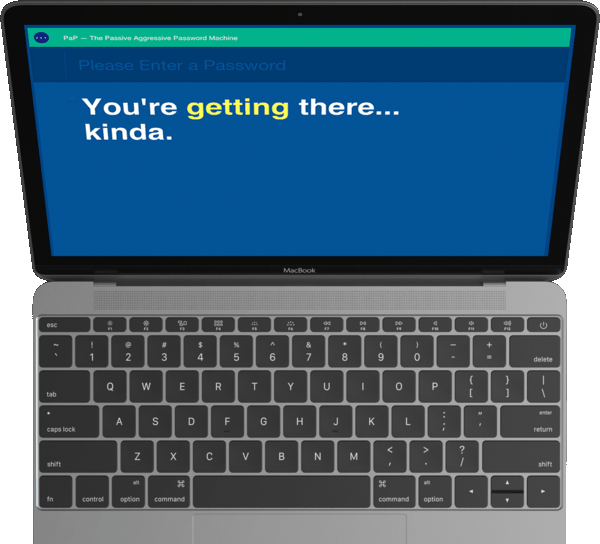 PaP — The Passive Aggressive Password Machine
Please Enter a Password
You're getting there...
kinda.
MacBook
esc F1 F2 F3 F4 F5 F6 F7 F8 F9 F10 F11 F12
~ ! @ # $ % ^ & * ( ) — +
` 1 2 3 4 5 6 7 8 9 0 - = delete
tab Q W E R T Y U I O P { [ } ] | \
caps lock A S D F G H J K L : ; " ' enter return
shift Z X C V B N M < , > . ? / shift
fn control alt option ⌘ command ⌘ command alt option ◄ ▲ ▼ ►